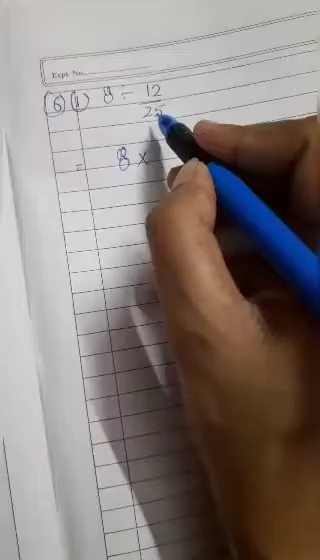 Expt. No.
(6) (i) 8 ÷ 12/25
= 8 ×